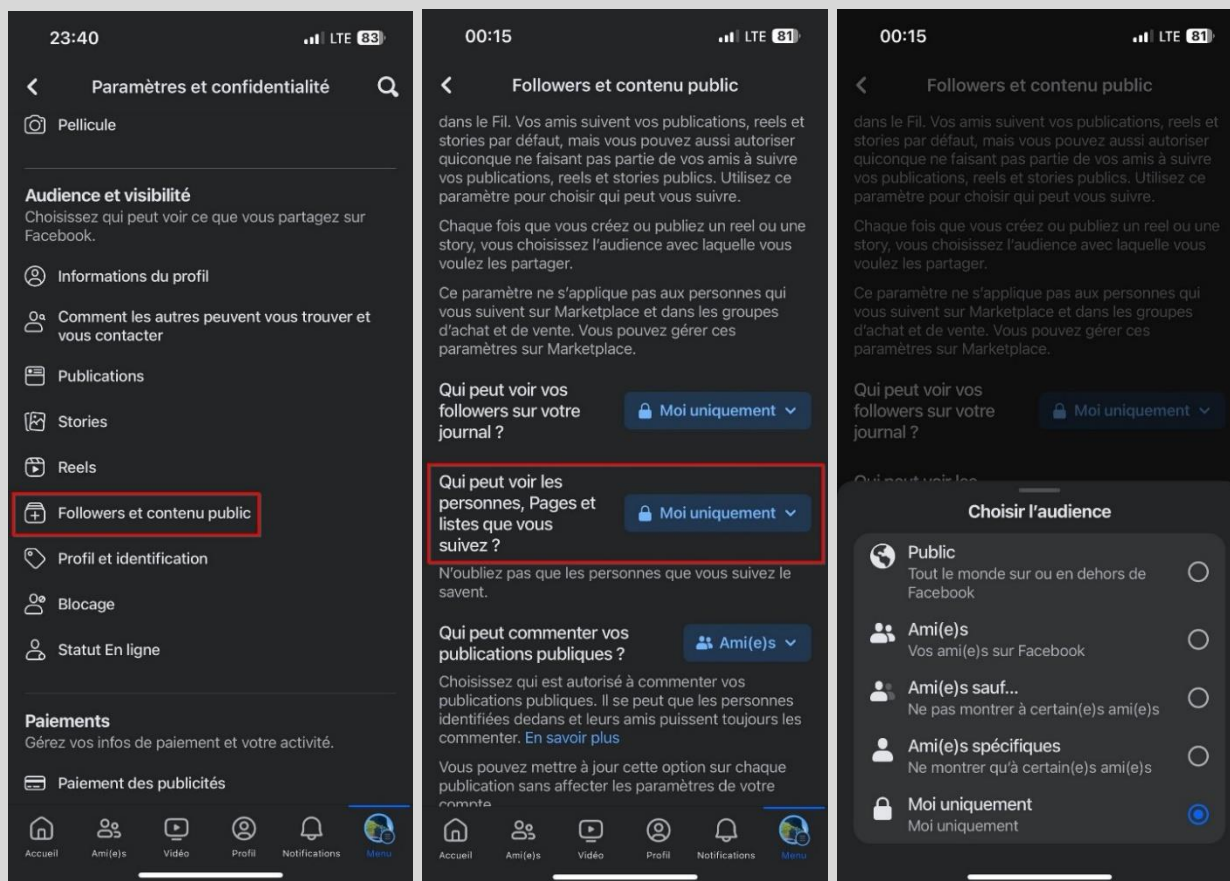 23:40
LTE 83
Paramètres et confidentialité
Pellicule
Audience et visibilité
Choisissez qui peut voir ce que vous partagez sur
Facebook.
Informations du profil
Comment les autres peuvent vous trouver et
vous contacter
Publications
Stories
Reels
Followers et contenu public
Profil et identification
Blocage
Statut En ligne
Paiements
Gérez vos infos de paiement et votre activité.
Paiement des publicités
Accueil
Ami(e)s
Vidéo
Profil
Notifications
Menu
00:15
LTE 81
Followers et contenu public
dans le Fil. Vos amis suivent vos publications, reels et
stories par défaut, mais vous pouvez aussi autoriser
quiconque ne faisant pas partie de vos amis à suivre
vos publications, reels et stories publics. Utilisez ce
paramètre pour choisir qui peut vous suivre.
Chaque fois que vous créez ou publiez un reel ou une
story, vous choisissez l'audience avec laquelle vous
voulez les partager.
Ce paramètre ne s'applique pas aux personnes qui
vous suivent sur Marketplace et dans les groupes
d'achat et de vente. Vous pouvez gérer ces
paramètres sur Marketplace.
Qui peut voir vos
followers sur votre
journal ?
Moi uniquement
Qui peut voir les
personnes, Pages et
listes que vous
suivez ?
Moi uniquement
N'oubliez pas que les personnes que vous suivez le
savent.
Qui peut commenter vos
publications publiques ?
Ami(e)s
Choisissez qui est autorisé à commenter vos
publications publiques. Il se peut que les personnes
identifiées dedans et leurs amis puissent toujours les
commenter. En savoir plus
Vous pouvez mettre à jour cette option sur chaque
publication sans affecter les paramètres de votre
compte
Accueil
Ami(e)s
Vidéo
Profil
Notifications
Menu
00:15
LTE 81
Followers et contenu public
dans le Fil. Vos amis suivent vos publications, reels et
stories par défaut, mais vous pouvez aussi autoriser
quiconque ne faisant pas partie de vos amis à suivre
vos publications, reels et stories publics. Utilisez ce
paramètre pour choisir qui peut vous suivre.
Chaque fois que vous créez ou publiez un reel ou une
story, vous choisissez l'audience avec laquelle vous
voulez les partager.
Ce paramètre ne s'applique pas aux personnes qui
vous suivent sur Marketplace et dans les groupes
d'achat et de vente. Vous pouvez gérer ces
paramètres sur Marketplace.
Qui peut voir vos
followers sur votre
journal ?
Moi uniquement
Qui peut voir les
Choisir l'audience
Public
Tout le monde sur ou en dehors de
Facebook
Ami(e)s
Vos ami(e)s sur Facebook
Ami(e)s sauf...
Ne pas montrer à certain(e)s ami(e)s
Ami(e)s spécifiques
Ne montrer qu'à certain(e)s ami(e)s
Moi uniquement
Moi uniquement